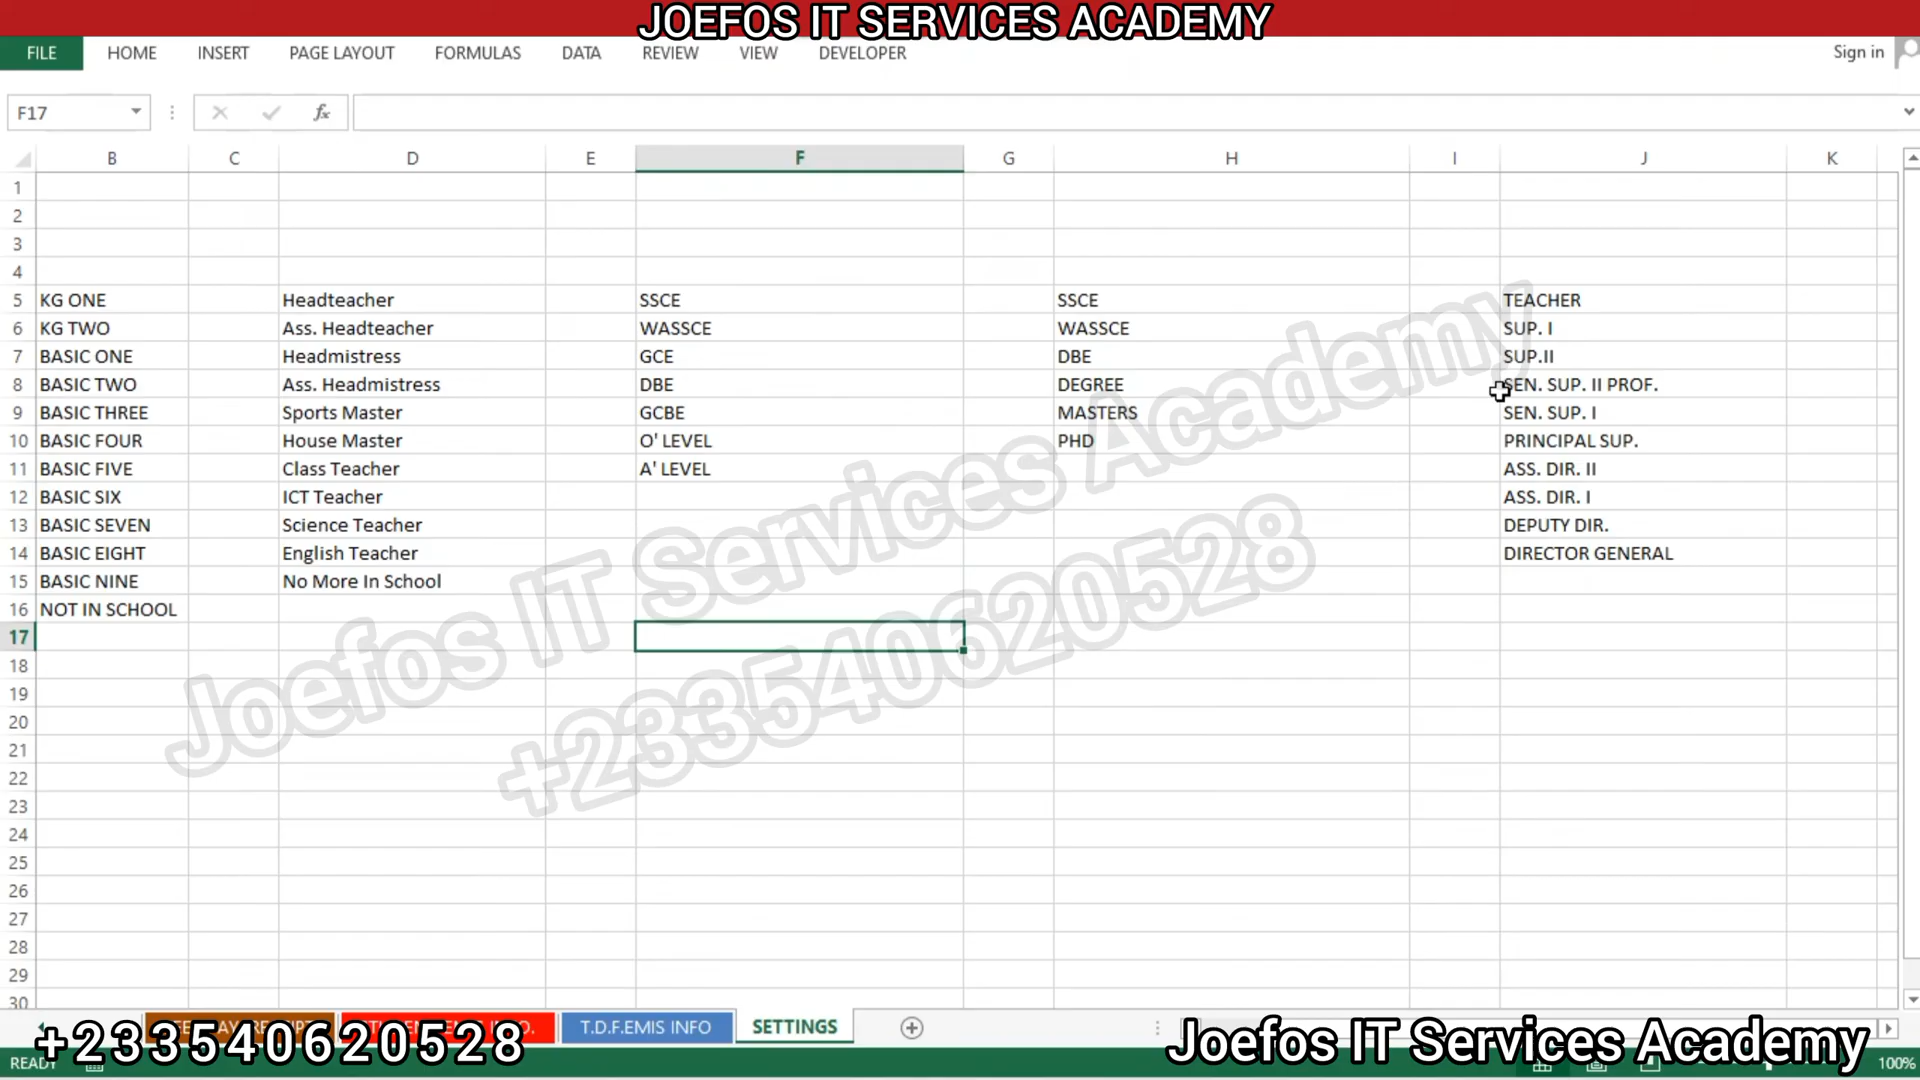 JOEFOS IT SERVICES ACADEMY
FILE HOME INSERT PAGE LAYOUT FORMULAS DATA REVIEW VIEW DEVELOPER Sign in
F17 fx
B C D E F G H I J K
1
2
3
4
5 KG ONE Headteacher SSCE SSCE TEACHER
6 KG TWO Ass. Headteacher WASSCE WASSCE SUP. I
7 BASIC ONE Headmistress GCE DBE SUP.II
8 BASIC TWO Ass. Headmistress DBE DEGREE SEN. SUP. II PROF.
9 BASIC THREE Sports Master GCBE MASTERS SEN. SUP. I
10 BASIC FOUR House Master O' LEVEL PHD PRINCIPAL SUP.
11 BASIC FIVE Class Teacher A' LEVEL ASS. DIR. II
12 BASIC SIX ICT Teacher ASS. DIR. I
13 BASIC SEVEN Science Teacher DEPUTY DIR.
14 BASIC EIGHT English Teacher DIRECTOR GENERAL
15 BASIC NINE No More In School
16 NOT IN SCHOOL
17
18
19
20
21
22
23
24
25
26
27
28
29
30
Joefos IT Services Academy
+233540620528
T.D.F.EMIS INFO SETTINGS
+233540620528 Joefos IT Services Academy
READY 100%